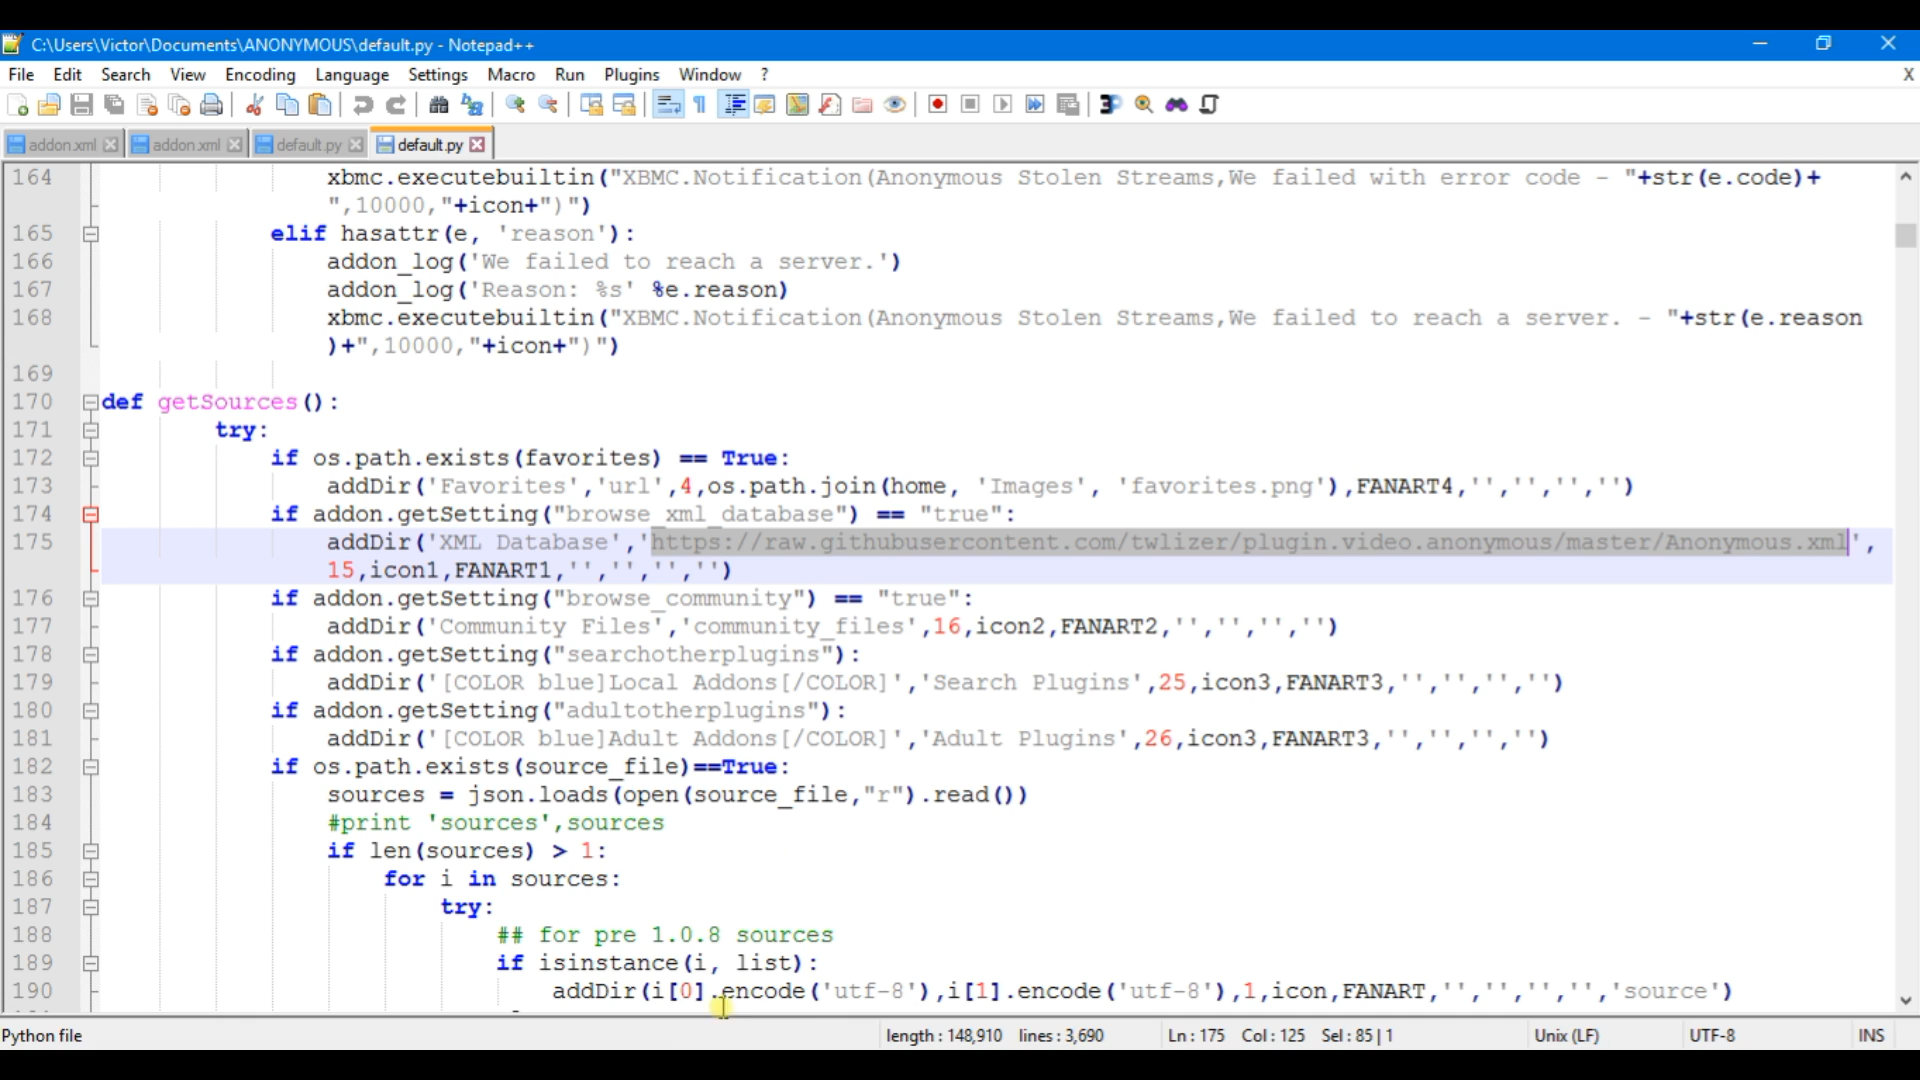 C:\Users\Victor\Documents\ANONYMOUS\default.py - Notepad++
File Edit Search View Encoding Language Settings Macro Run Plugins Window ? X
addon.xml addon.xml default.py default.py
164 xbmc.executebuiltin("XBMC.Notification(Anonymous Stolen Streams,We failed with error code - "+str(e.code)+
",10000,"+icon+")")
165 elif hasattr(e, 'reason'):
166 addon_log('We failed to reach a server.')
167 addon_log('Reason: %s' %e.reason)
168 xbmc.executebuiltin("XBMC.Notification(Anonymous Stolen Streams,We failed to reach a server. - "+str(e.reason
)+",10000,"+icon+")")
169
170 def getSources():
171 try:
172 if os.path.exists(favorites) == True:
173 addDir('Favorites','url',4,os.path.join(home, 'Images', 'favorites.png'),FANART4,'','','','')
174 if addon.getSetting("browse_xml_database") == "true":
175 addDir('XML Database','https://raw.githubusercontent.com/twlizer/plugin.video.anonymous/master/Anonymous.xml',
15,icon1,FANART1,'','','','')
176 if addon.getSetting("browse_community") == "true":
177 addDir('Community Files','community_files',16,icon2,FANART2,'','','','')
178 if addon.getSetting("searchotherplugins"):
179 addDir('[COLOR blue]Local Addons[/COLOR]','Search Plugins',25,icon3,FANART3,'','','','')
180 if addon.getSetting("adultotherplugins"):
181 addDir('[COLOR blue]Adult Addons[/COLOR]','Adult Plugins',26,icon3,FANART3,'','','','')
182 if os.path.exists(source_file)==True:
183 sources = json.loads(open(source_file,"r").read())
184 #print 'sources',sources
185 if len(sources) > 1:
186 for i in sources:
187 try:
188 ## for pre 1.0.8 sources
189 if isinstance(i, list):
190 addDir(i[0].encode('utf-8'),i[1].encode('utf-8'),1,icon,FANART,'','','','','source')
Python file length : 148,910 lines : 3,690 Ln : 175 Col : 125 Sel : 85 | 1 Unix (LF) UTF-8 INS